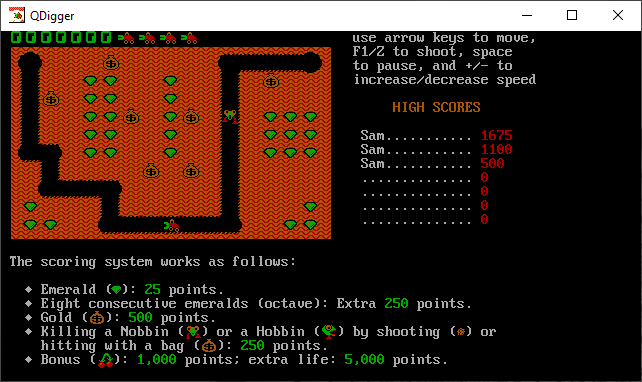 QDigger
use arrow keys to move,
F1/Z to shoot, space
to pause, and +/- to
increase/decrease speed
HIGH SCORES
Sam........... 1675
Sam........... 1100
Sam........... 500
.............. 0
.............. 0
.............. 0
.............. 0
The scoring system works as follows:
♦ Emerald ( ): 25 points.
♦ Eight consecutive emeralds (octave): Extra 250 points.
♦ Gold ( ): 500 points.
♦ Killing a Nobbin ( ) or a Hobbin ( ) by shooting ( ) or
hitting with a bag ( ): 250 points.
♦ Bonus ( ): 1,000 points; extra life: 5,000 points.